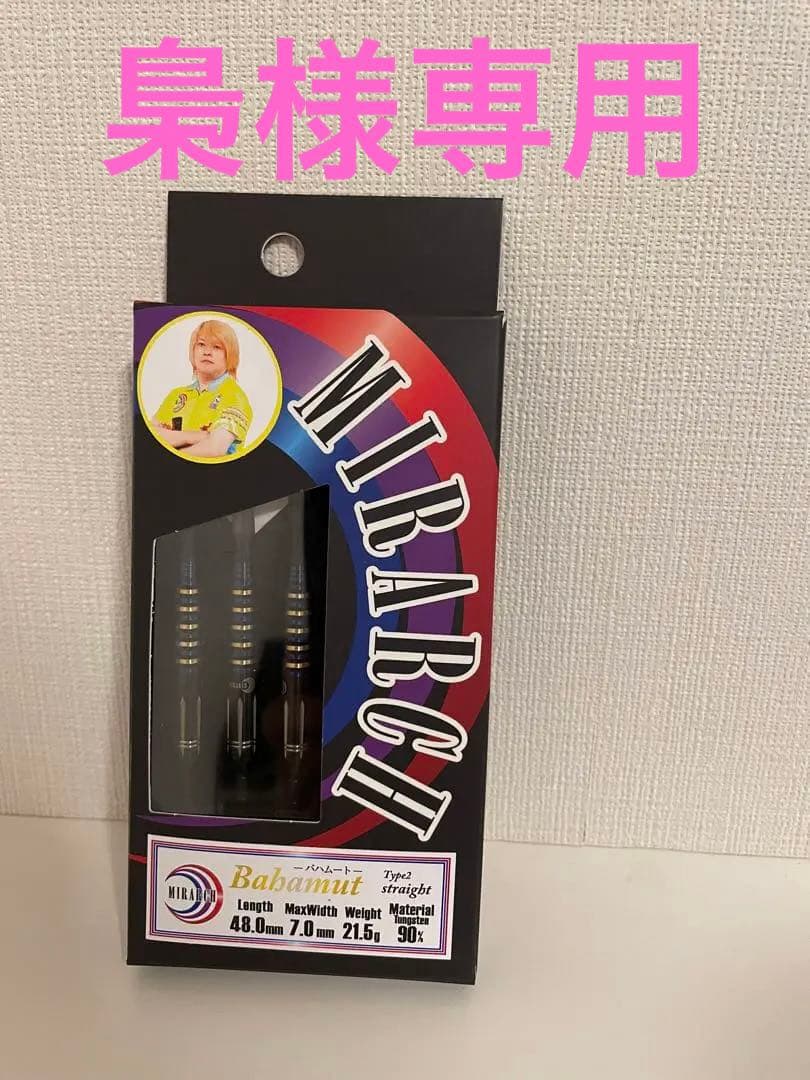 梟様専用
MIRARCH
MIRARCH
ーバハムートー
Bahamut
Type2
straight
Length MaxWidth Weight Material
Tungsten
48.0mm 7.0mm 21.5g 90%